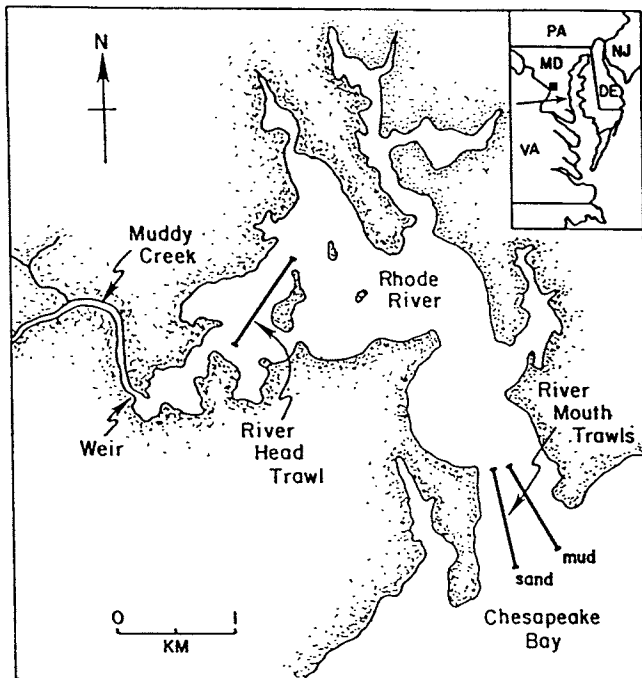 N
PA
NJ
MD
DE
VA
Muddy
Creek
Rhode
River
Weir
River
Head
Trawl
River
Mouth
Trawls
mud
sand
Chesapeake
Bay
0 1
KM